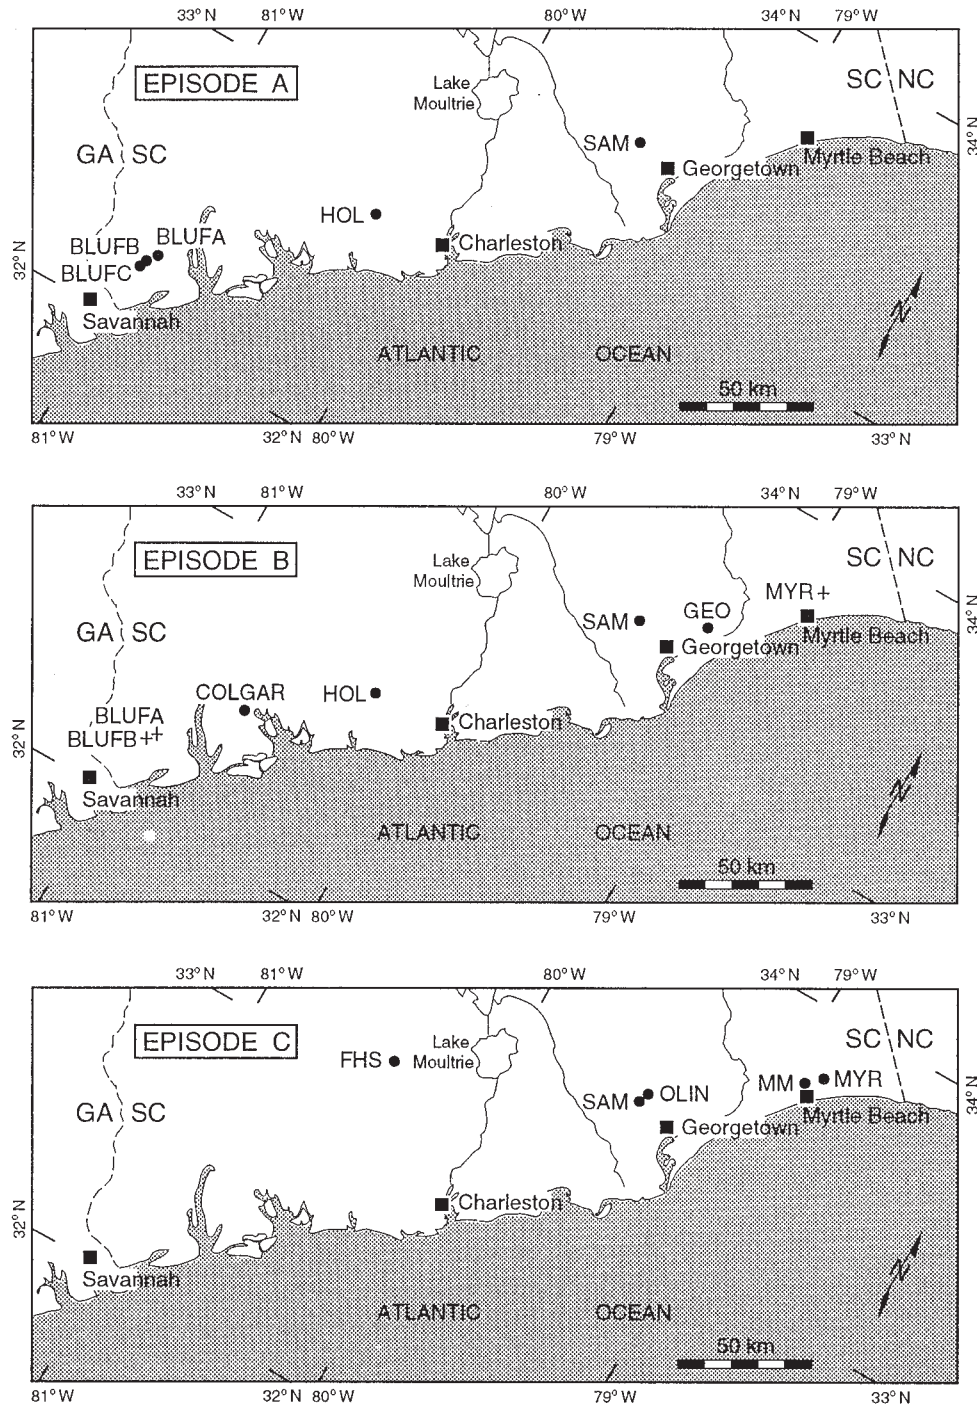 33° N 81° W 80° W 34° N 79° W
EPISODE A
Lake
Moultrie
SC NC
34° N
SAM
Myrtle Beach
GA SC
Georgetown
HOL
BLUFA
BLUFB
Charleston
BLUFC
32° N
Savannah
N
ATLANTIC OCEAN
50 km
81° W 32° N 80° W 79° W 33° N
33° N 81° W 80° W 34° N 79° W
EPISODE B
Lake
Moultrie
SC NC
MYR +
34° N
GEO
SAM
GA SC
Myrtle Beach
Georgetown
COLGAR HOL
BLUFA
BLUFB ++
Charleston
32° N
Savannah
N
ATLANTIC OCEAN
50 km
81° W 32° N 80° W 79° W 33° N
33° N 81° W 80° W 34° N 79° W
EPISODE C
SC NC
Lake
Moultrie
FHS
MM MYR
34° N
OLIN
SAM
GA SC
Myrtle Beach
Georgetown
Charleston
32° N
Savannah
N
ATLANTIC OCEAN
50 km
81° W 32° N 80° W 79° W 33° N